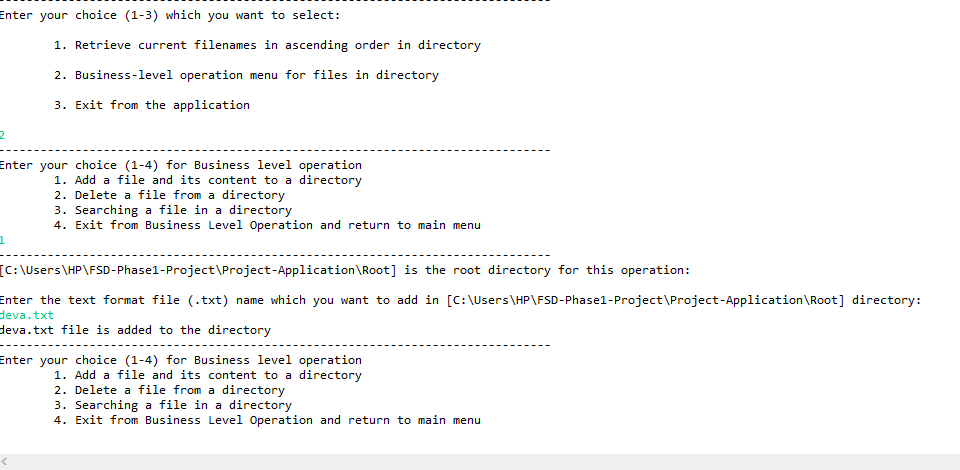 --------------------------------------------------------------------------------
Enter your choice (1-3) which you want to select:
1. Retrieve current filenames in ascending order in directory
2. Business-level operation menu for files in directory
3. Exit from the application
2
--------------------------------------------------------------------------------
Enter your choice (1-4) for Business level operation
1. Add a file and its content to a directory
2. Delete a file from a directory
3. Searching a file in a directory
4. Exit from Business Level Operation and return to main menu
1
--------------------------------------------------------------------------------
[C:\Users\HP\FSD-Phase1-Project\Project-Application\Root] is the root directory for this operation:
Enter the text format file (.txt) name which you want to add in [C:\Users\HP\FSD-Phase1-Project\Project-Application\Root] directory:
deva.txt
deva.txt file is added to the directory
--------------------------------------------------------------------------------
Enter your choice (1-4) for Business level operation
1. Add a file and its content to a directory
2. Delete a file from a directory
3. Searching a file in a directory
4. Exit from Business Level Operation and return to main menu